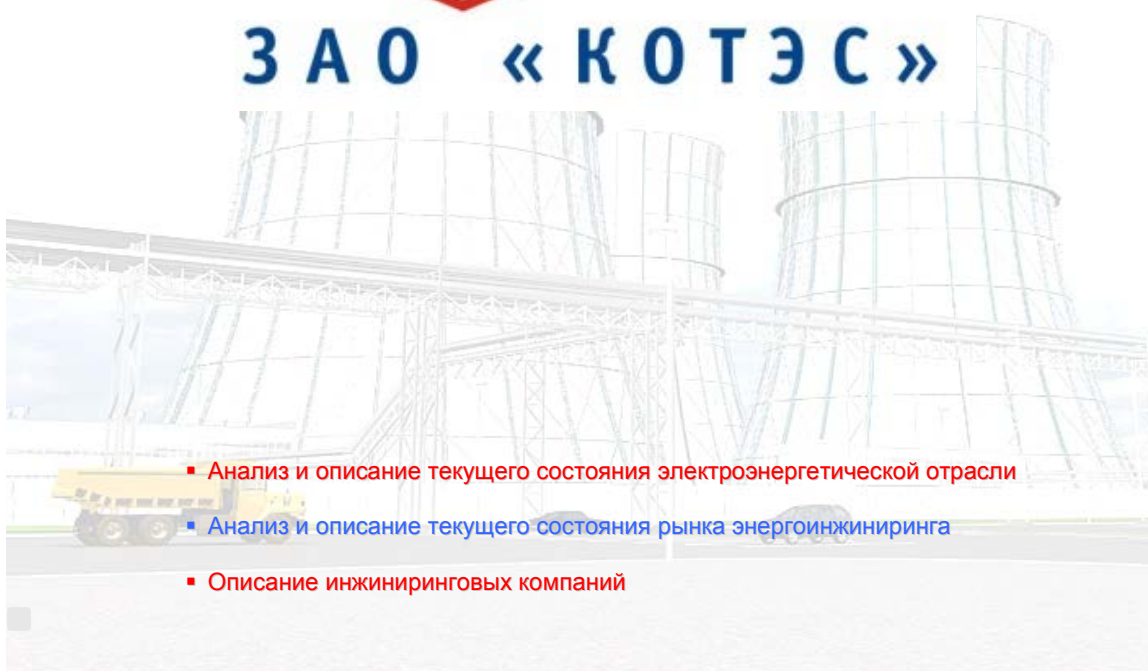 ЗАО «КОТЭС»
▪ Анализ и описание текущего состояния электроэнергетической отрасли
▪ Анализ и описание текущего состояния рынка энергоинжиниринга
▪ Описание инжиниринговых компаний